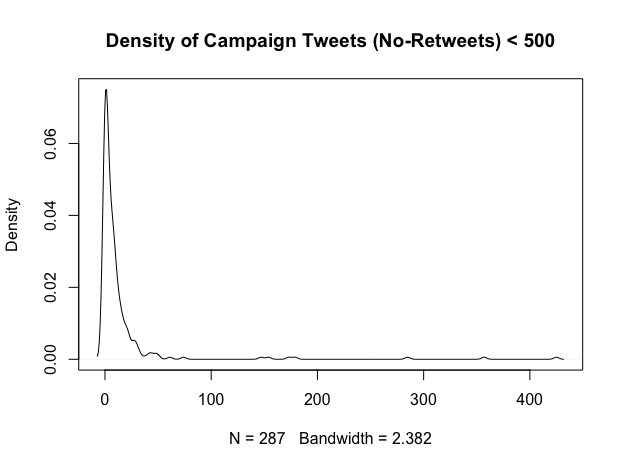 Density of Campaign Tweets (No-Retweets) < 500
Density
0.06
0.04
0.02
0.00
0 100 200 300 400
N = 287 Bandwidth = 2.382